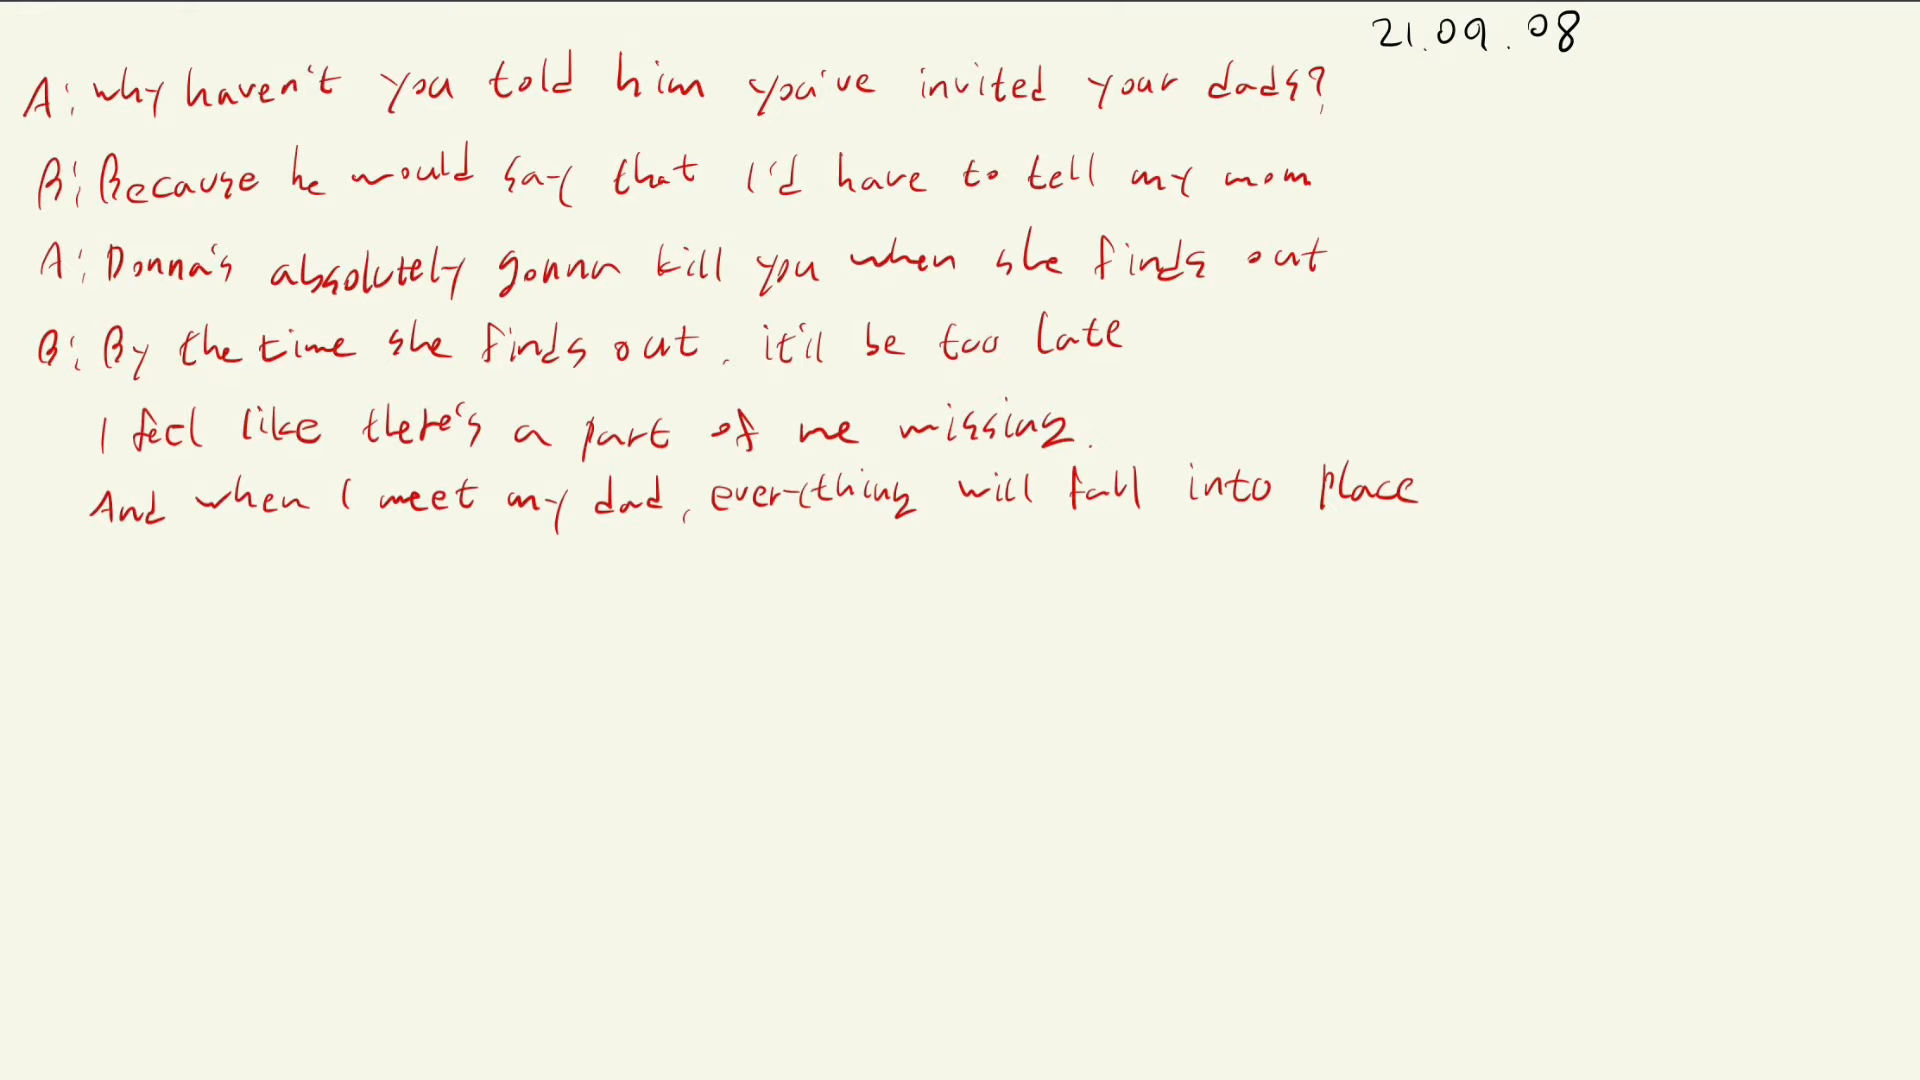 21.09.08
A: why haven't you told him you've invited your dads?
B: Because he would say that I'd have to tell my mom
A: Donna's absolutely gonna kill you when she finds out
B: By the time she finds out. it'll be too late
I feel like there's a part of me missing.
And when I meet my dad, everything will fall into place